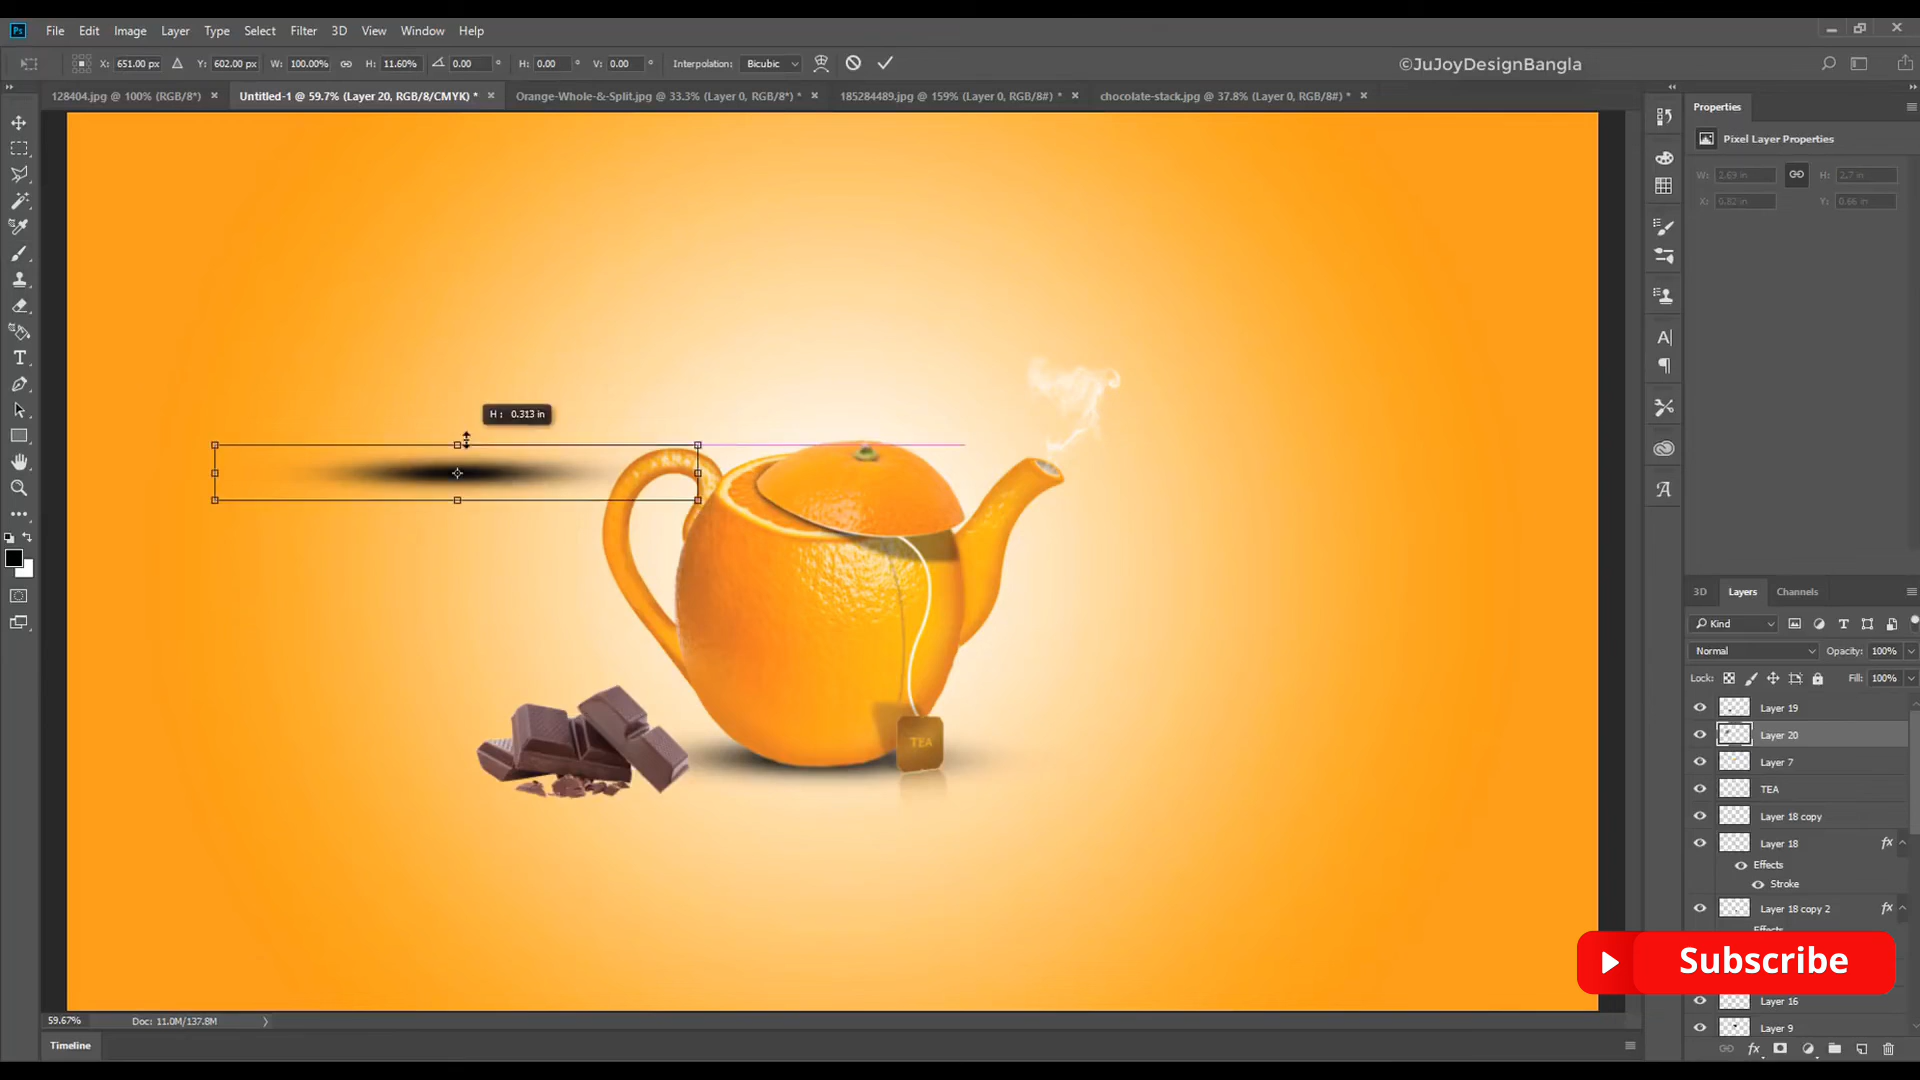 Ps File Edit Image Layer Type Select Filter 3D View Window Help
X: 651.00 px Y: 602.00 px W: 100.00% H: 11.60% 0.00 ° H: 0.00 ° V: 0.00 ° Interpolation: Bicubic ©JuJoyDesignBangla
128404.jpg @ 100% (RGB/8*) × Untitled-1 @ 59.7% (Layer 20, RGB/8/CMYK) * × Orange-Whole-&-Split.jpg @ 33.3% (Layer 0, RGB/8*) * × 185284489.jpg @ 159% (Layer 0, RGB/8#) * × chocolate-stack.jpg @ 37.8% (Layer 0, RGB/8#) * ×
Properties
Pixel Layer Properties
W: 2.69 in H: 2.7 in
X: 0.82 in Y: 0.66 in
H: 0.313 in
TEA
3D Layers Channels
Kind
Normal Opacity: 100%
Lock: Fill: 100%
Layer 19
Layer 20
Layer 7
TEA
Layer 18 copy
Layer 18 fx
Effects
Stroke
Layer 18 copy 2 fx
Effects
Subscribe
Layer 16
Layer 9
59.67% Doc: 11.0M/137.8M
Timeline